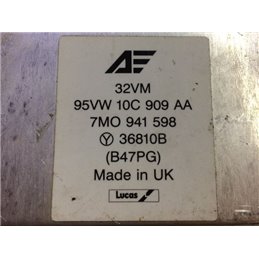 AE
32VM
95VW 10C 909 AA
7MO 941 598
Ⓨ 36810B
(B47PG)
Made in UK
Lucas